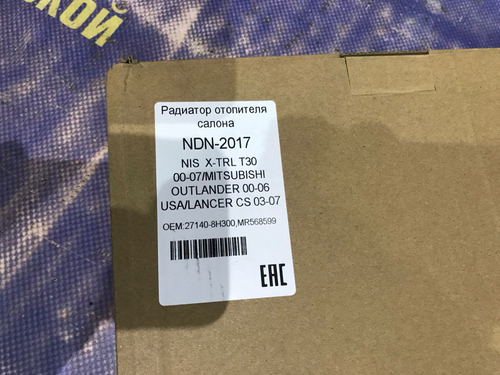 ской
Радиатор отопителя
салона
NDN-2017
NIS X-TRL T30
00-07/MITSUBISHI
OUTLANDER 00-06
USA/LANCER CS 03-07
OEM:27140-8H300,MR568599
EAC